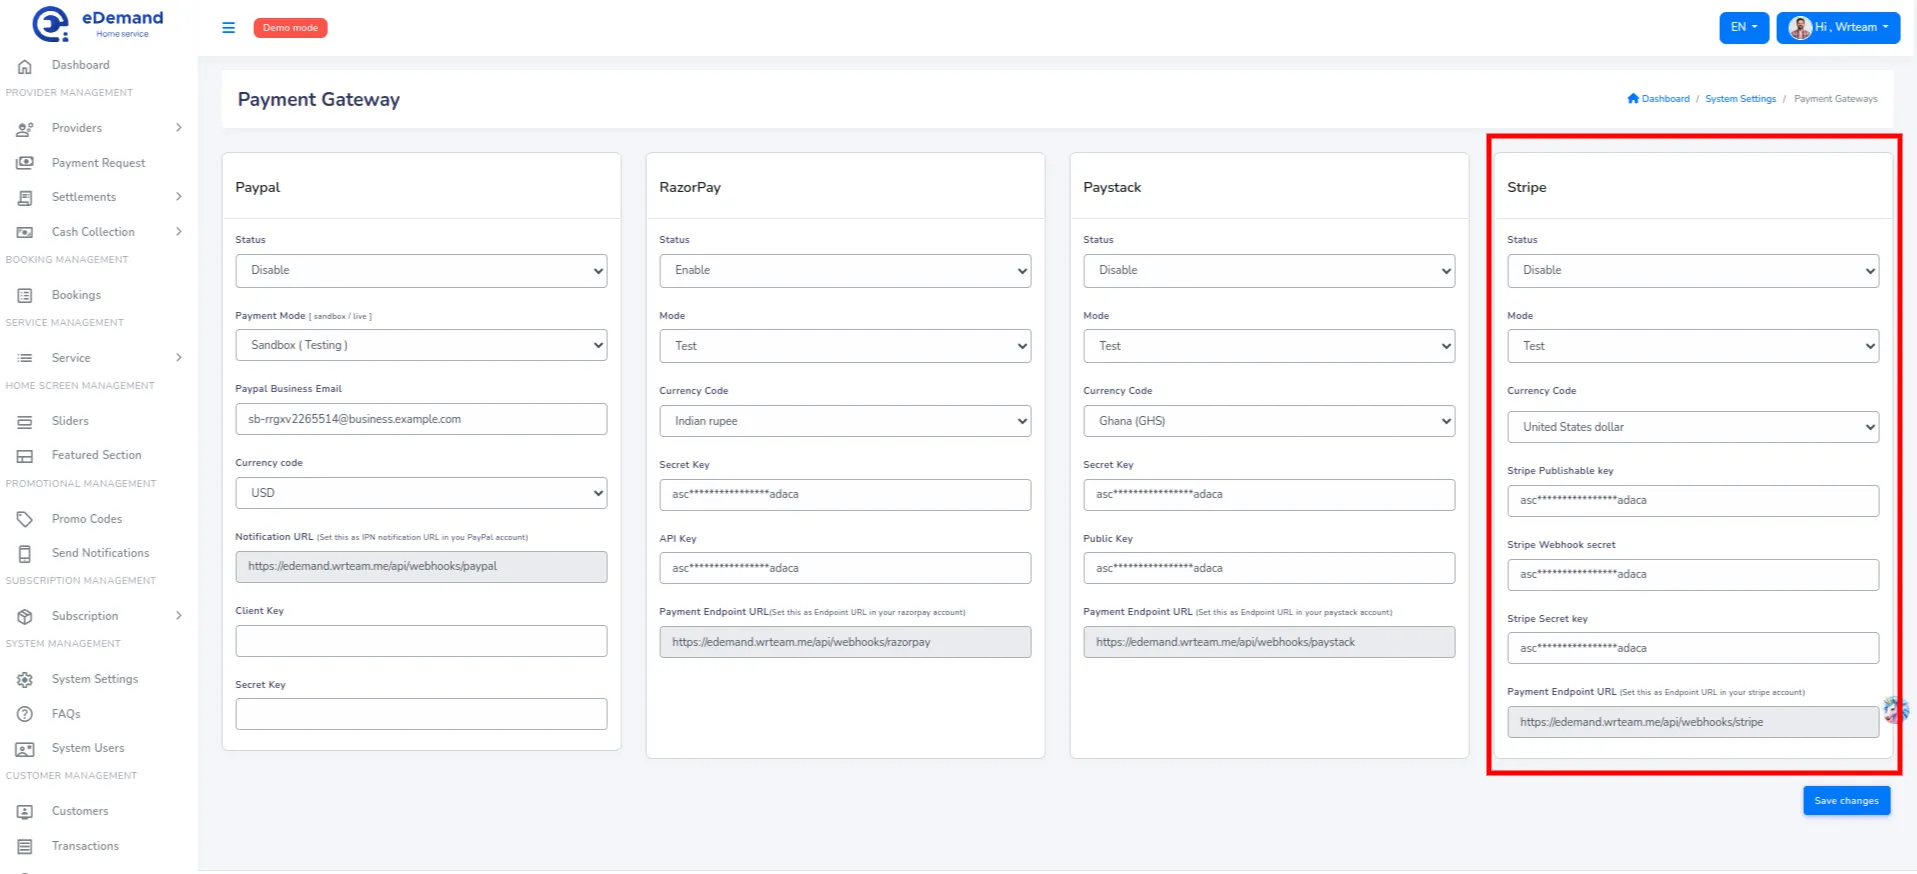 eDemand
Home service
Demo mode
EN
Hi , Wrteam
Dashboard
PROVIDER MANAGEMENT
Providers
Payment Request
Settlements
Cash Collection
BOOKING MANAGEMENT
Bookings
SERVICE MANAGEMENT
Service
HOME SCREEN MANAGEMENT
Sliders
Featured Section
PROMOTIONAL MANAGEMENT
Promo Codes
Send Notifications
SUBSCRIPTION MANAGEMENT
Subscription
SYSTEM MANAGEMENT
System Settings
FAQs
System Users
CUSTOMER MANAGEMENT
Customers
Transactions
Payment Gateway
Dashboard / System Settings / Payment Gateways
Paypal
Status
Disable
Payment Mode [ sandbox / live ]
Sandbox ( Testing )
Paypal Business Email
sb-rrgxv2265514@business.example.com
Currency code
USD
Notification URL (Set this as IPN notification URL in you PayPal account)
https://edemand.wrteam.me/api/webhooks/paypal
Client Key
Secret Key
RazorPay
Status
Enable
Mode
Test
Currency Code
Indian rupee
Secret Key
asc****************adaca
API Key
asc****************adaca
Payment Endpoint URL(Set this as Endpoint URL in your razorpay account)
https://edemand.wrteam.me/api/webhooks/razorpay
Paystack
Status
Disable
Mode
Test
Currency Code
Ghana (GHS)
Secret Key
asc****************adaca
Public Key
asc****************adaca
Payment Endpoint URL (Set this as Endpoint URL in your paystack account)
https://edemand.wrteam.me/api/webhooks/paystack
Stripe
Status
Disable
Mode
Test
Currency Code
United States dollar
Stripe Publishable key
asc****************adaca
Stripe Webhook secret
asc****************adaca
Stripe Secret key
asc****************adaca
Payment Endpoint URL (Set this as Endpoint URL in your stripe account)
https://edemand.wrteam.me/api/webhooks/stripe
Save changes